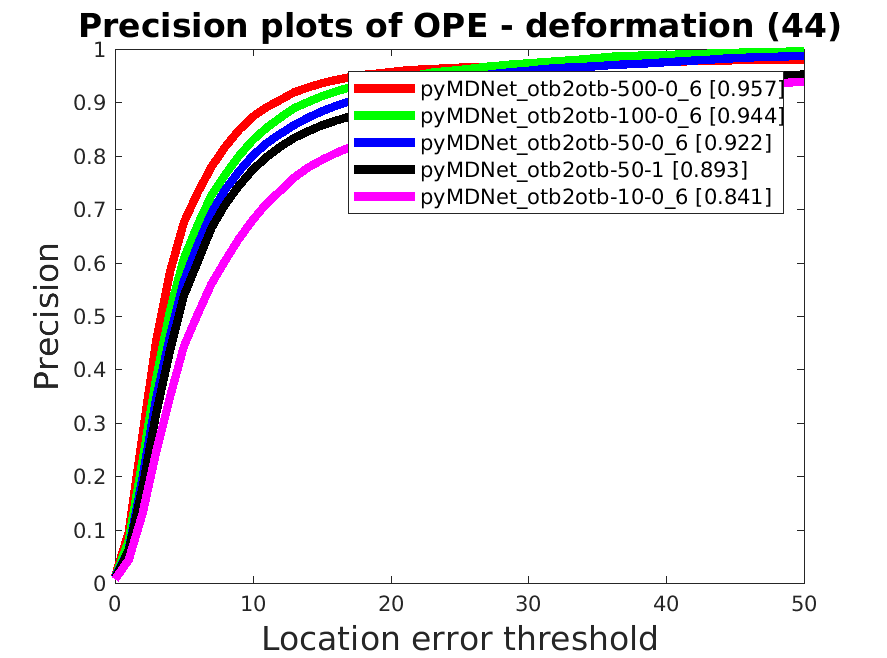 Precision plots of OPE - deformation (44)
1
0.9
0.8
0.7
0.6
0.5
0.4
0.3
0.2
0.1
0
Precision
pyMDNet_otb2otb-500-0_6 [0.957]
pyMDNet_otb2otb-100-0_6 [0.944]
pyMDNet_otb2otb-50-0_6 [0.922]
pyMDNet_otb2otb-50-1 [0.893]
pyMDNet_otb2otb-10-0_6 [0.841]
0 10 20 30 40 50
Location error threshold